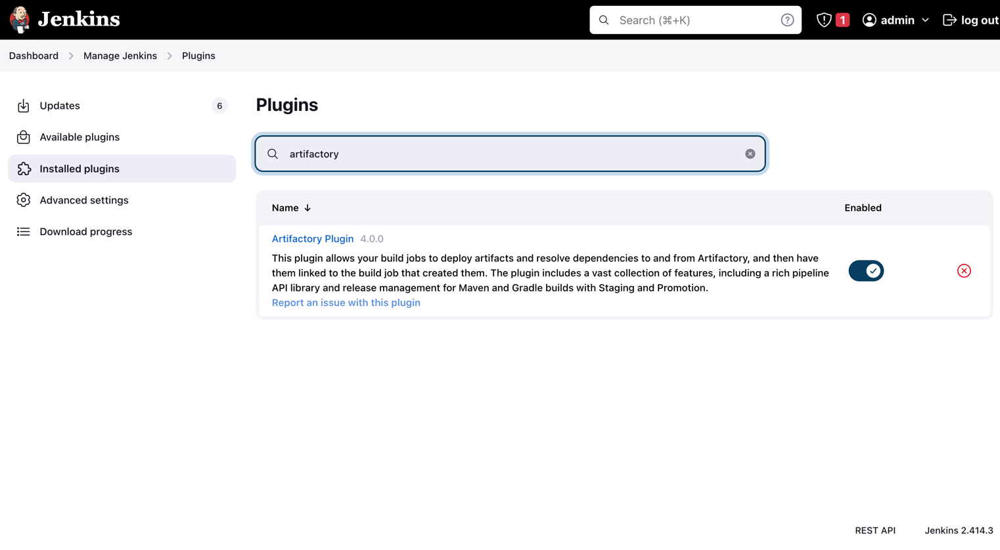 Jenkins
Search (⌘+K)
1
admin
log out
Dashboard
Manage Jenkins
Plugins
Updates
6
Available plugins
Installed plugins
Advanced settings
Download progress
Plugins
artifactory
Name ↓
Enabled
Artifactory Plugin 4.0.0
This plugin allows your build jobs to deploy artifacts and resolve dependencies to and from Artifactory, and then have
them linked to the build job that created them. The plugin includes a vast collection of features, including a rich pipeline
API library and release management for Maven and Gradle builds with Staging and Promotion.
Report an issue with this plugin
REST API
Jenkins 2.414.3